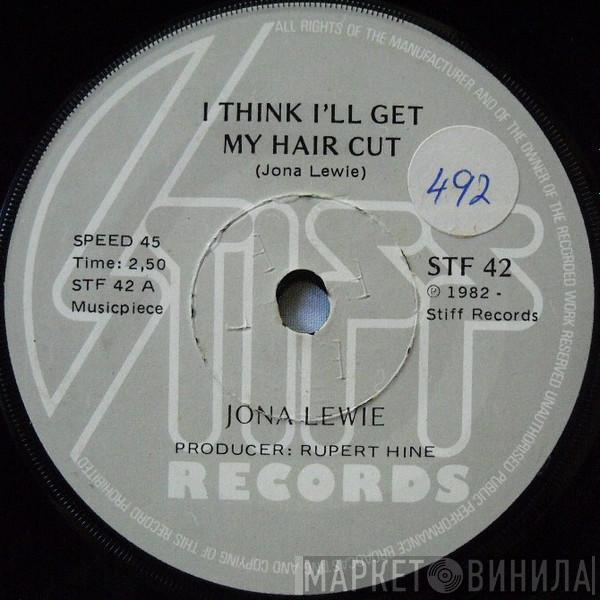 ALL RIGHTS OF THE MANUFACTURER AND OF THE OWNER OF THE RECORDED WORK RESERVED UNAUTHORISED PUBLIC PERFORMANCE BROADCASTING AND COPYING OF THIS RECORD PROHIBITED
I THINK I'LL GET
MY HAIR CUT
(Jona Lewie)
492
SPEED 45
Time: 2,50
STF 42 A
Musicpiece
STF 42
℗ 1982 -
Stiff Records
STIFF
JONA LEWIE
PRODUCER: RUPERT HINE
RECORDS
МАРКЕТ ВИНИЛА